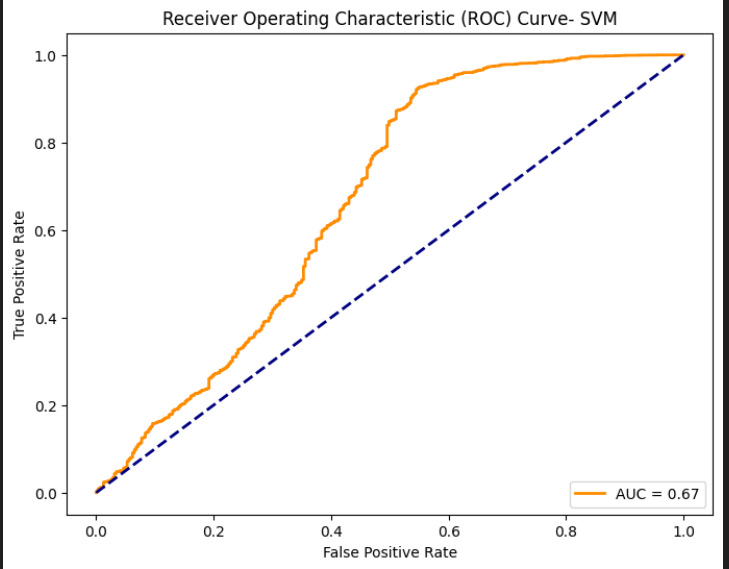 Receiver Operating Characteristic (ROC) Curve- SVM
1.0
0.8
0.6
0.4
0.2
0.0
True Positive Rate
AUC = 0.67
0.0 0.2 0.4 0.6 0.8 1.0
False Positive Rate